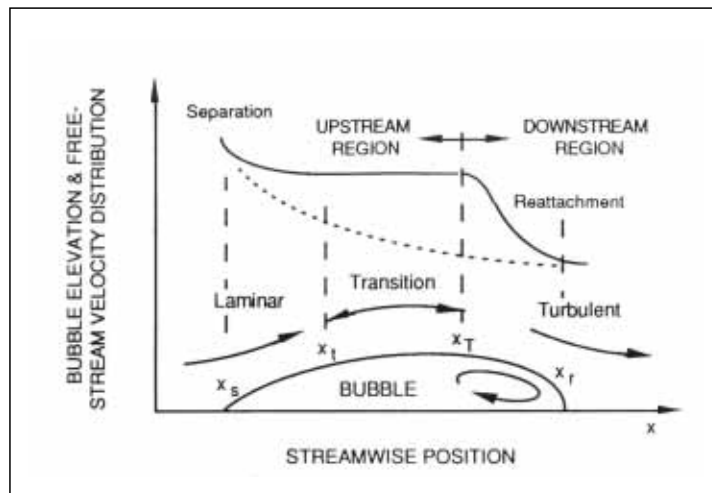 Separation
UPSTREAM
REGION
DOWNSTREAM
REGION
Reattachment
Laminar
Transition
Turbulent
x_s
x_t
x_T
x_r
BUBBLE
x
BUBBLE ELEVATION & FREE-
STREAM VELOCITY DISTRIBUTION
STREAMWISE POSITION